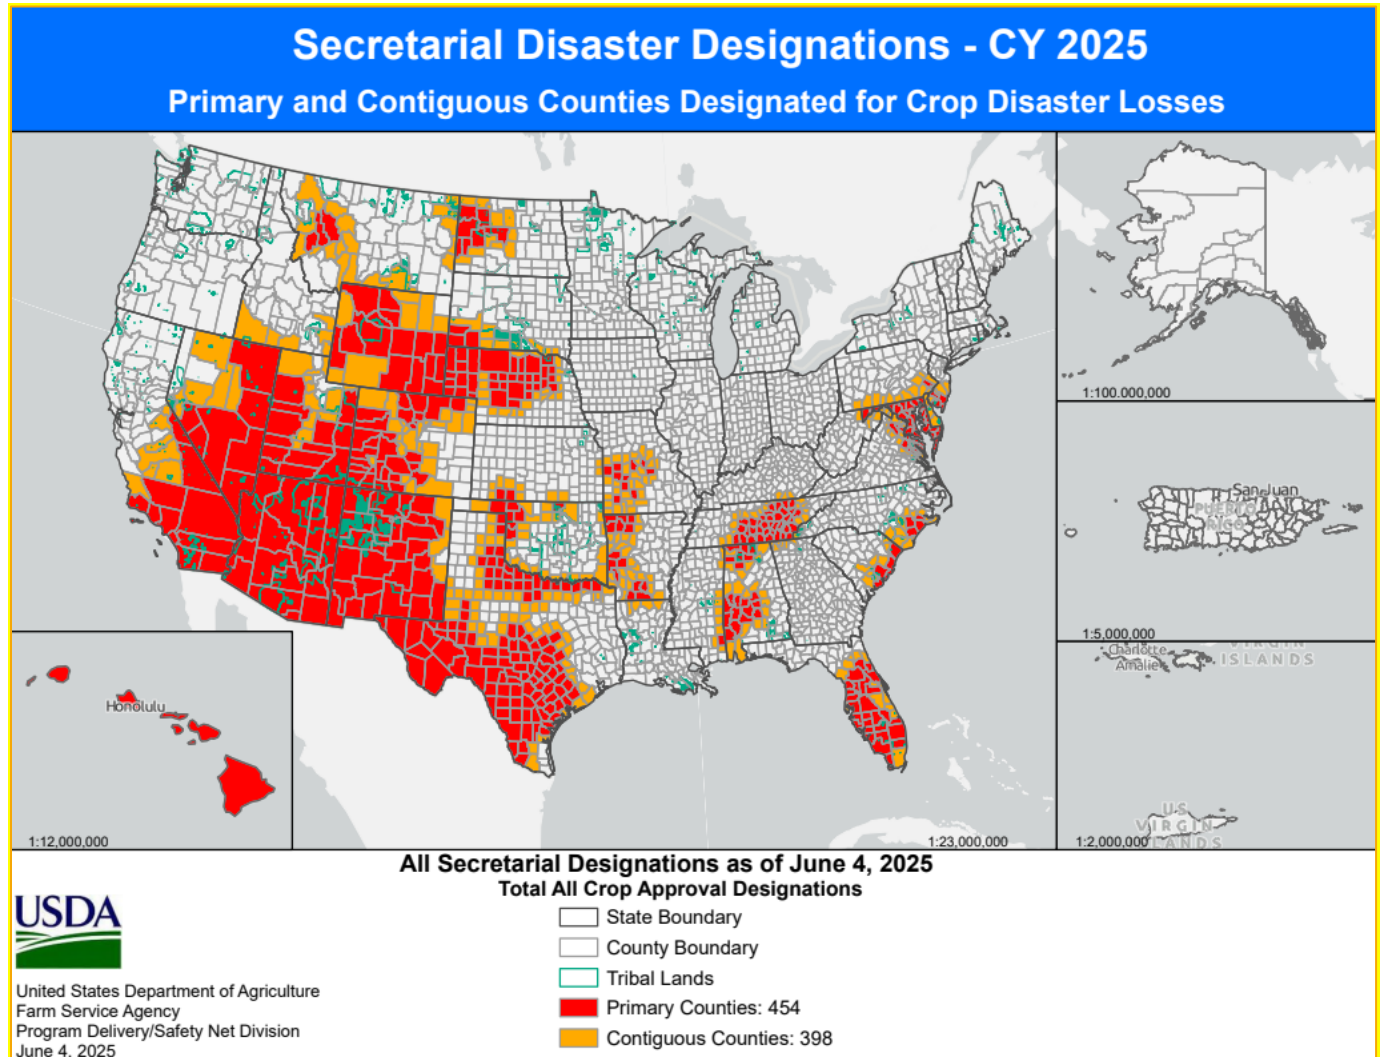 Secretarial Disaster Designations - CY 2025
Primary and Contiguous Counties Designated for Crop Disaster Losses
1:100,000,000
San Juan
PUERTO
RICO
1:5,000,000
Charlotte
Amalie
VIRGIN
ISLANDS
US
VIRGIN
ISLANDS
1:2,000,000
Honolulu
1:12,000,000
1:23,000,000
All Secretarial Designations as of June 4, 2025
Total All Crop Approval Designations
State Boundary
County Boundary
Tribal Lands
Primary Counties: 454
Contiguous Counties: 398
USDA
United States Department of Agriculture
Farm Service Agency
Program Delivery/Safety Net Division
June 4, 2025